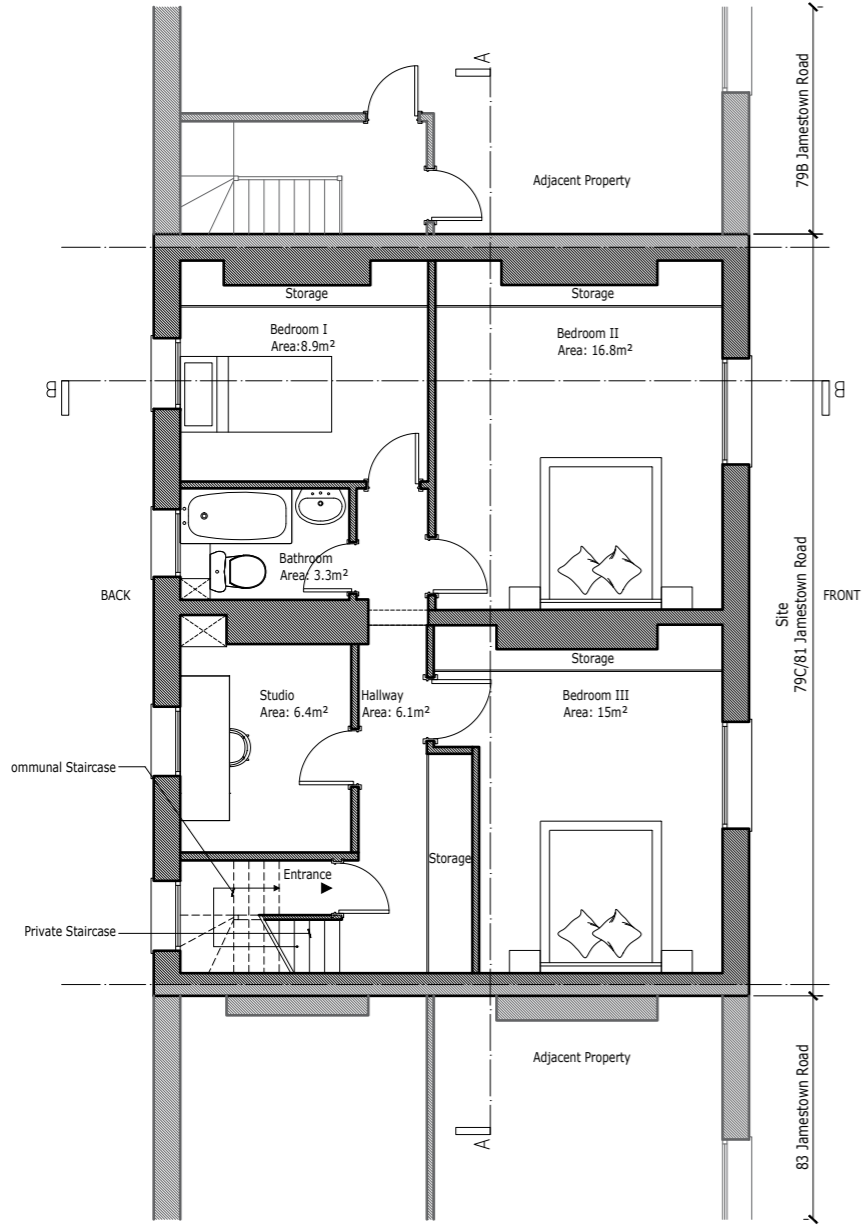 A
79B Jamestown Road
Adjacent Property
Storage
Storage
Bedroom I
Area:8.9m²
Bedroom II
Area: 16.8m²
B
B
Bathroom
Area: 3.3m²
BACK
FRONT
Site
79C/81 Jamestown Road
Storage
Studio
Area: 6.4m²
Hallway
Area: 6.1m²
Bedroom III
Area: 15m²
ommunal Staircase
Storage
Entrance
Private Staircase
Adjacent Property
83 Jamestown Road
A